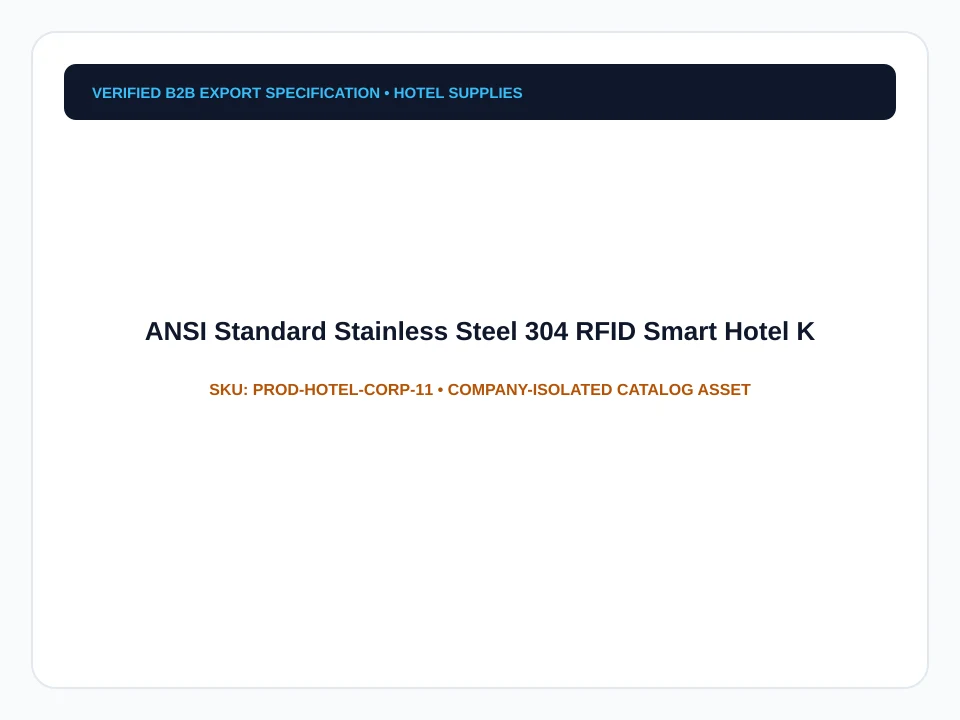 VERIFIED B2B EXPORT SPECIFICATION • HOTEL SUPPLIES
ANSI Standard Stainless Steel 304 RFID Smart Hotel K
SKU: PROD-HOTEL-CORP-11 • COMPANY-ISOLATED CATALOG ASSET